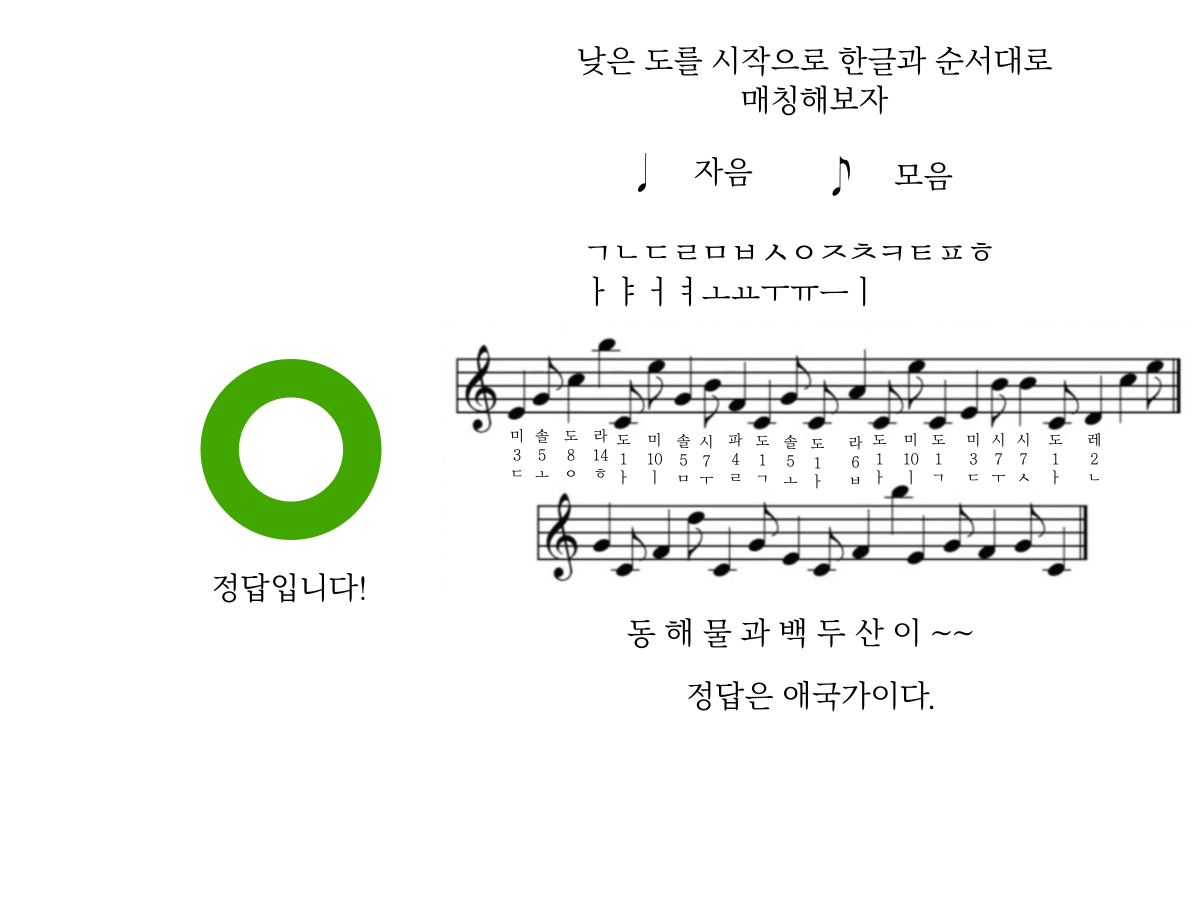 낮은 도를 시작으로 한글과 순서대로
매칭해보자
자음 모음
ㄱㄴㄷㄹㅁㅂㅅㅇㅈㅊㅋㅌㅍㅎ
ㅏㅑㅓㅕㅗㅛㅜㅠㅡㅣ
미 솔 도 라 도 미 솔 시 파 도 솔 도 라 도 미 도 미 시 시 도 레
3 5 8 14 1 10 5 7 4 1 5 1 6 1 10 1 3 7 7 1 2
ㄷ ㅗ ㅇ ㅎ ㅏ ㅣ ㅁ ㅜ ㄹ ㄱ ㅗ ㅏ ㅂ ㅏ ㅣ ㄱ ㄷ ㅜ ㅅ ㅏ ㄴ
정답입니다!
동 해 물 과 백 두 산 이 ~~
정답은 애국가이다.